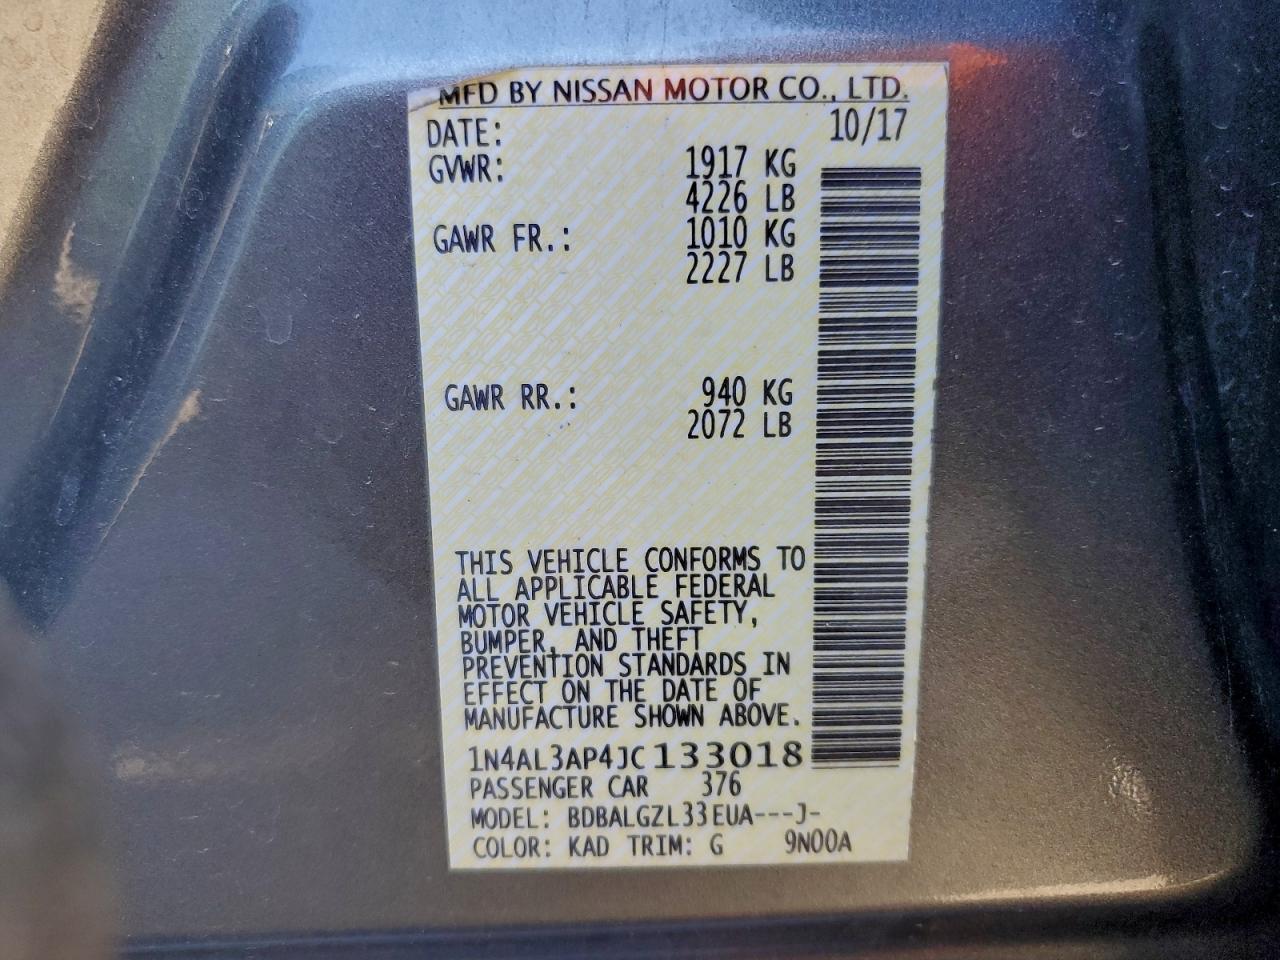 MFD BY NISSAN MOTOR CO., LTD.
DATE: 10/17
GVWR: 1917 KG
4226 LB
GAWR FR.: 1010 KG
2227 LB
GAWR RR.: 940 KG
2072 LB
THIS VEHICLE CONFORMS TO
ALL APPLICABLE FEDERAL
MOTOR VEHICLE SAFETY,
BUMPER, AND THEFT
PREVENTION STANDARDS IN
EFFECT ON THE DATE OF
MANUFACTURE SHOWN ABOVE.
1N4AL3AP4JC133018
PASSENGER CAR 376
MODEL: BDBALGZL33EUA---J-
COLOR: KAD TRIM: G 9N00A